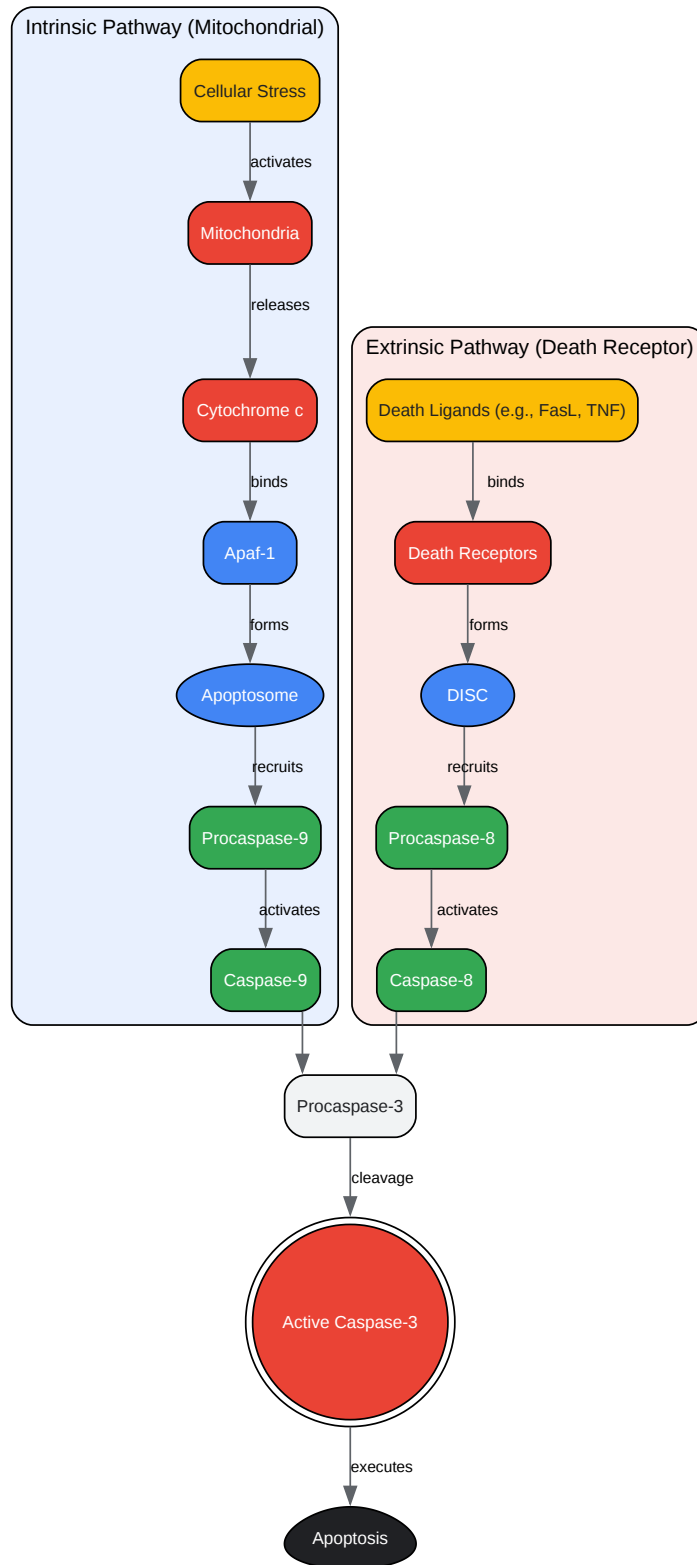 Intrinsic Pathway (Mitochondrial)
Cellular Stress
activates
Mitochondria
releases
Cytochrome c
binds
Apaf-1
forms
Apoptosome
recruits
Procaspase-9
activates
Caspase-9
Extrinsic Pathway (Death Receptor)
Death Ligands (e.g., FasL, TNF)
binds
Death Receptors
forms
DISC
recruits
Procaspase-8
activates
Caspase-8
Procaspase-3
cleavage
Active Caspase-3
executes
Apoptosis